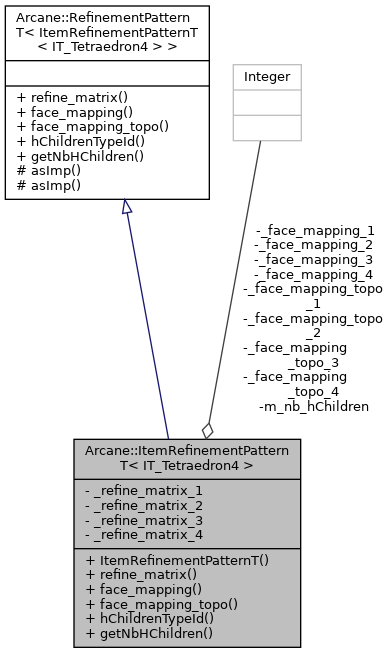 Arcane::RefinementPattern
T< ItemRefinementPatternT
< IT_Tetraedron4 > >
+ refine_matrix()
+ face_mapping()
+ face_mapping_topo()
+ hChildrenTypeId()
+ getNbHChildren()
# asImp()
# asImp()
Integer
-_face_mapping_1
-_face_mapping_2
-_face_mapping_3
-_face_mapping_4
-_face_mapping_topo
_1
-_face_mapping_topo
_2
-_face_mapping
_topo_3
-_face_mapping
_topo_4
-m_nb_hChildren
Arcane::ItemRefinementPattern
T< IT_Tetraedron4 >
- _refine_matrix_1
- _refine_matrix_2
- _refine_matrix_3
- _refine_matrix_4
+ ItemRefinementPatternT()
+ refine_matrix()
+ face_mapping()
+ face_mapping_topo()
+ hChildrenTypeId()
+ getNbHChildren()